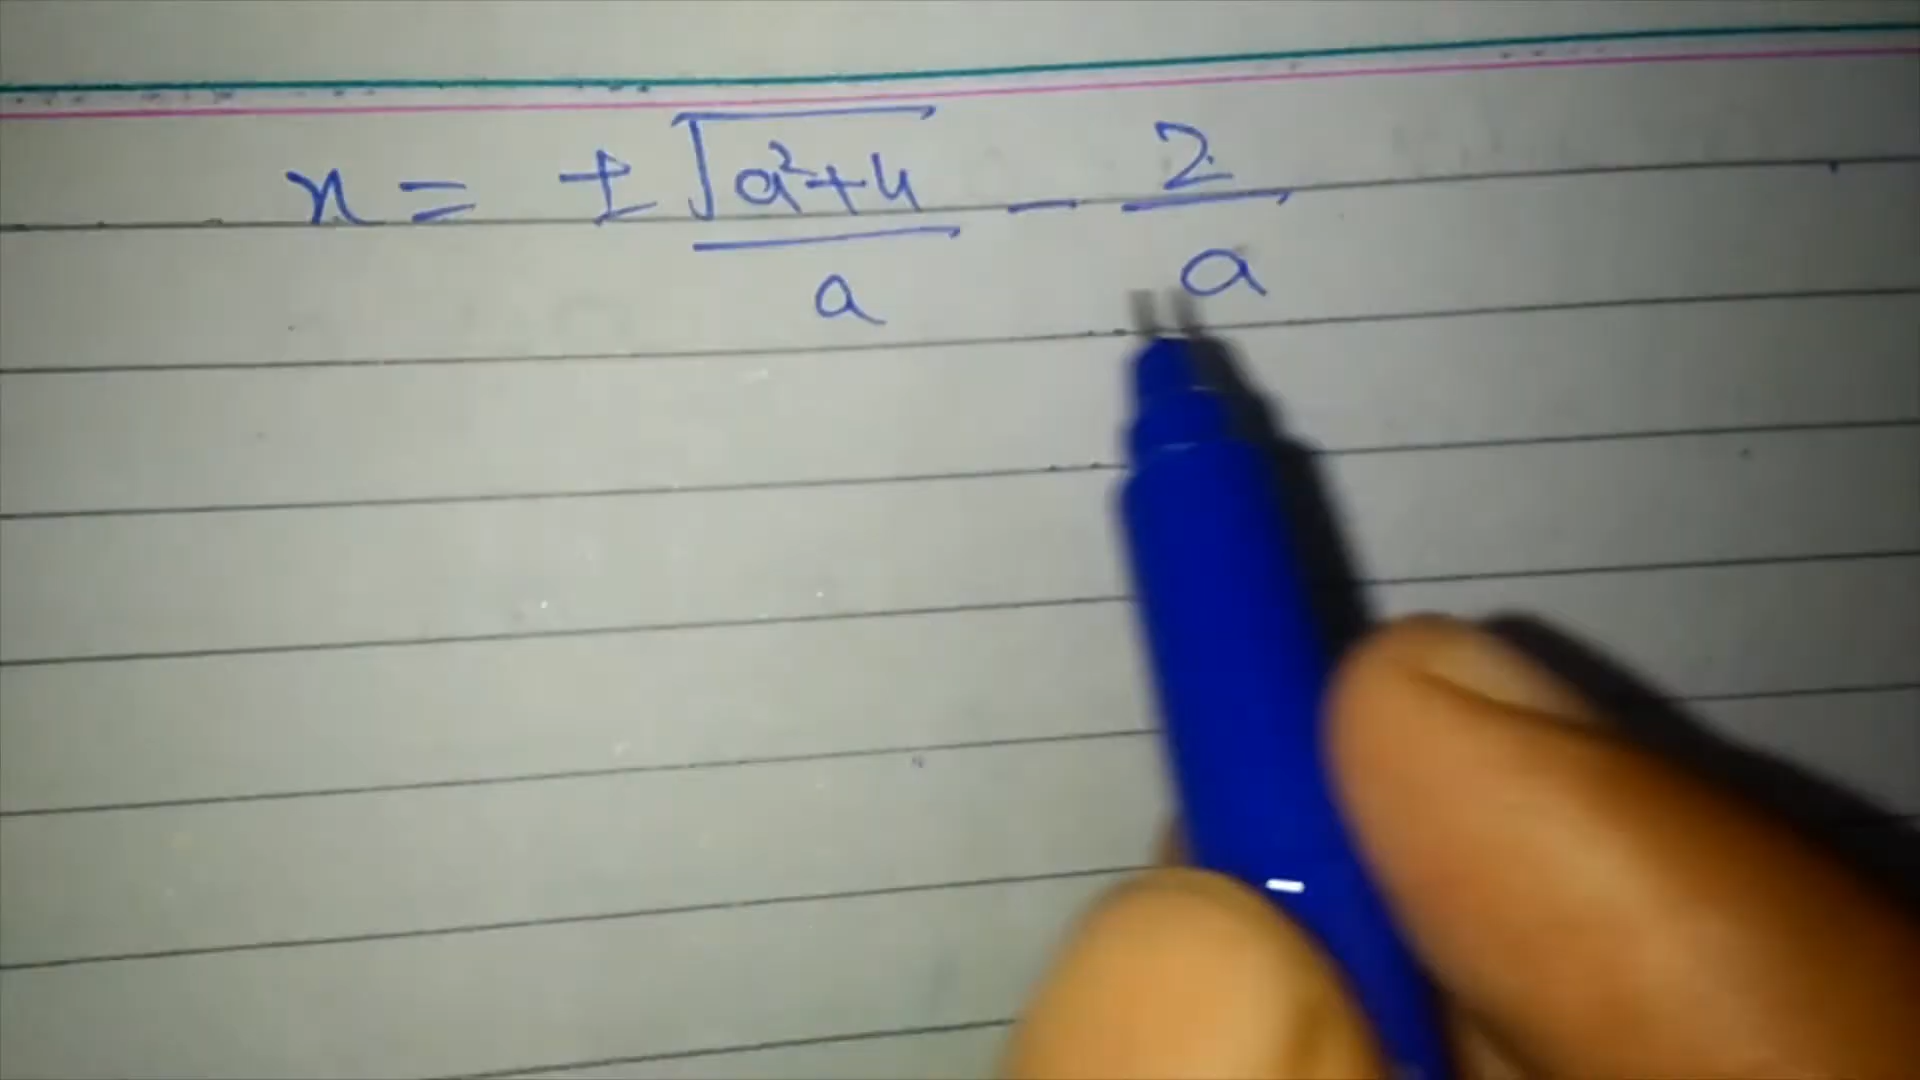 x = ± √(a²+4)/a − 2/a